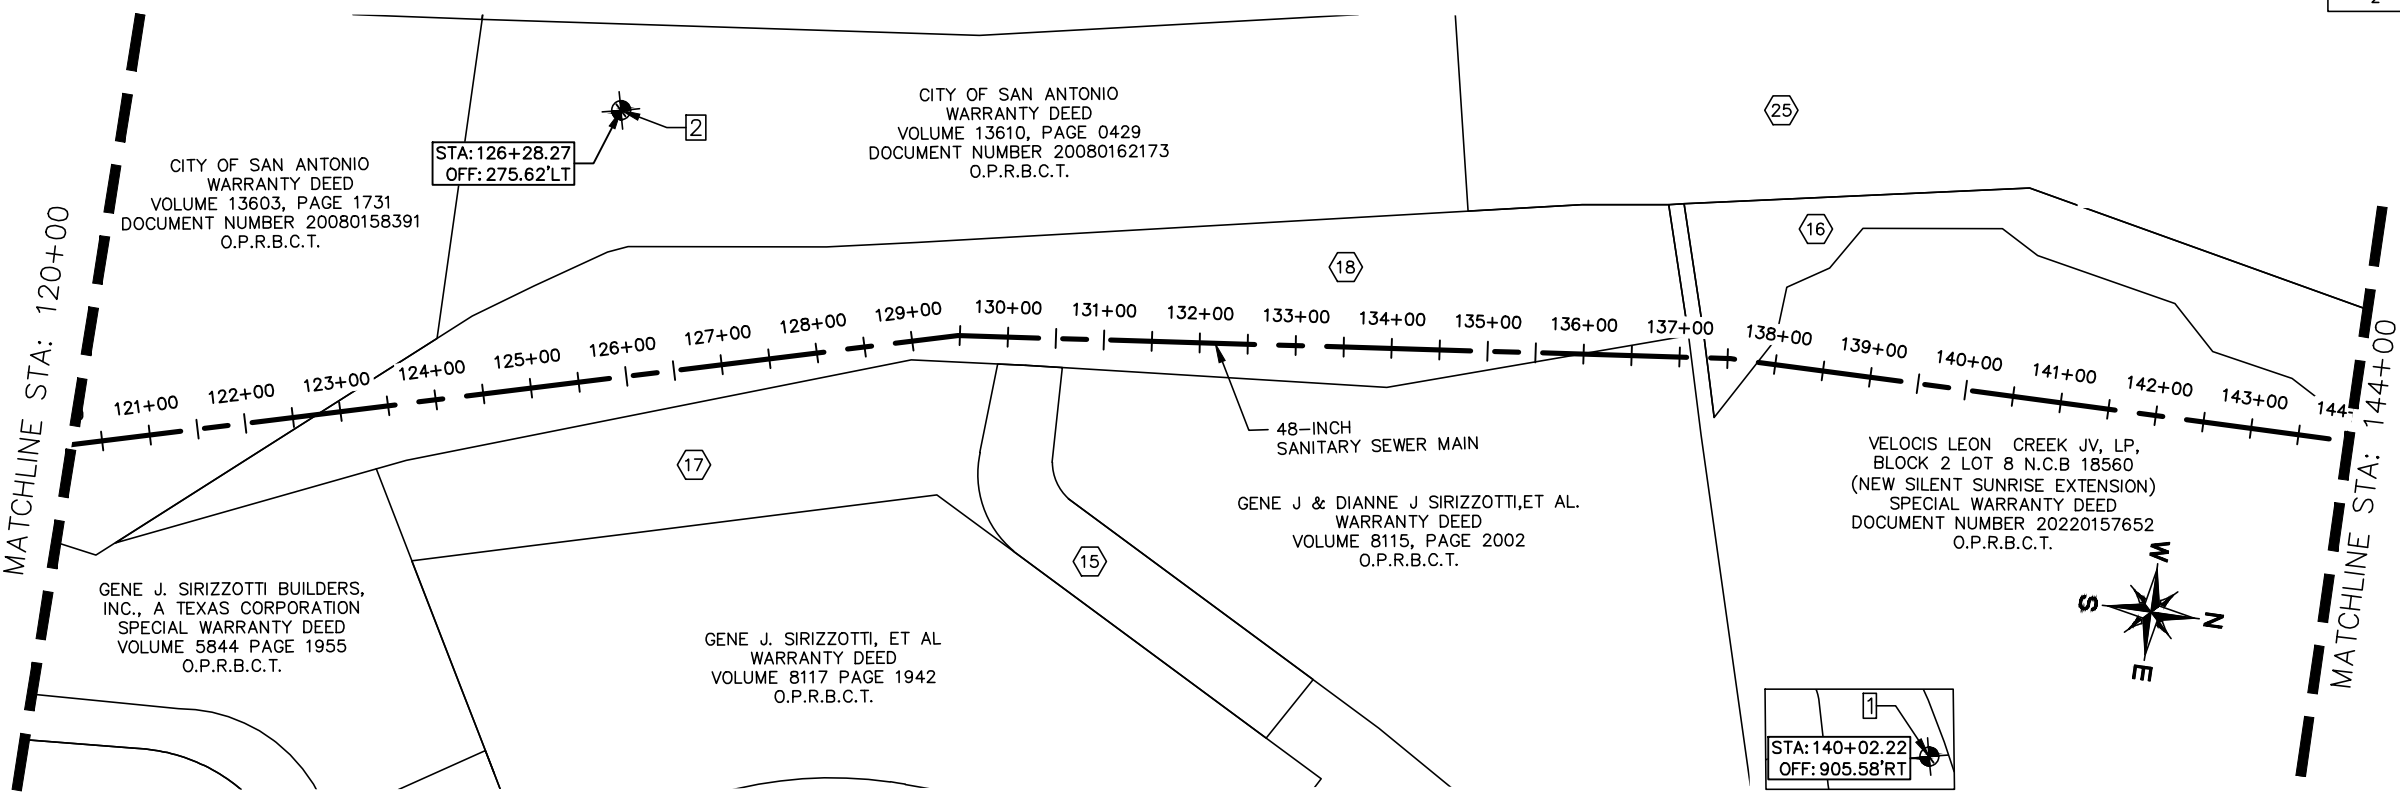 2
CITY OF SAN ANTONIO
WARRANTY DEED
VOLUME 13610, PAGE 0429
DOCUMENT NUMBER 20080162173
O.P.R.B.C.T.
25
2
STA:126+28.27
OFF:275.62'LT
CITY OF SAN ANTONIO
WARRANTY DEED
VOLUME 13603, PAGE 1731
DOCUMENT NUMBER 20080158391
O.P.R.B.C.T.
MATCHLINE STA: 120+00
16
18
121+00
122+00
123+00
124+00
125+00
126+00
127+00
128+00
129+00
130+00
131+00
132+00
133+00
134+00
135+00
136+00
137+00
138+00
139+00
140+00
141+00
142+00
143+00
144+
MATCHLINE STA: 144+00
48-INCH
SANITARY SEWER MAIN
17
15
GENE J & DIANNE J SIRIZZOTTI,ET AL.
WARRANTY DEED
VOLUME 8115, PAGE 2002
O.P.R.B.C.T.
VELOCIS LEON CREEK JV, LP,
BLOCK 2 LOT 8 N.C.B 18560
(NEW SILENT SUNRISE EXTENSION)
SPECIAL WARRANTY DEED
DOCUMENT NUMBER 20220157652
O.P.R.B.C.T.
GENE J. SIRIZZOTTI BUILDERS,
INC., A TEXAS CORPORATION
SPECIAL WARRANTY DEED
VOLUME 5844 PAGE 1955
O.P.R.B.C.T.
GENE J. SIRIZZOTTI, ET AL
WARRANTY DEED
VOLUME 8117 PAGE 1942
O.P.R.B.C.T.
W
S
N
E
1
STA:140+02.22
OFF:905.58'RT